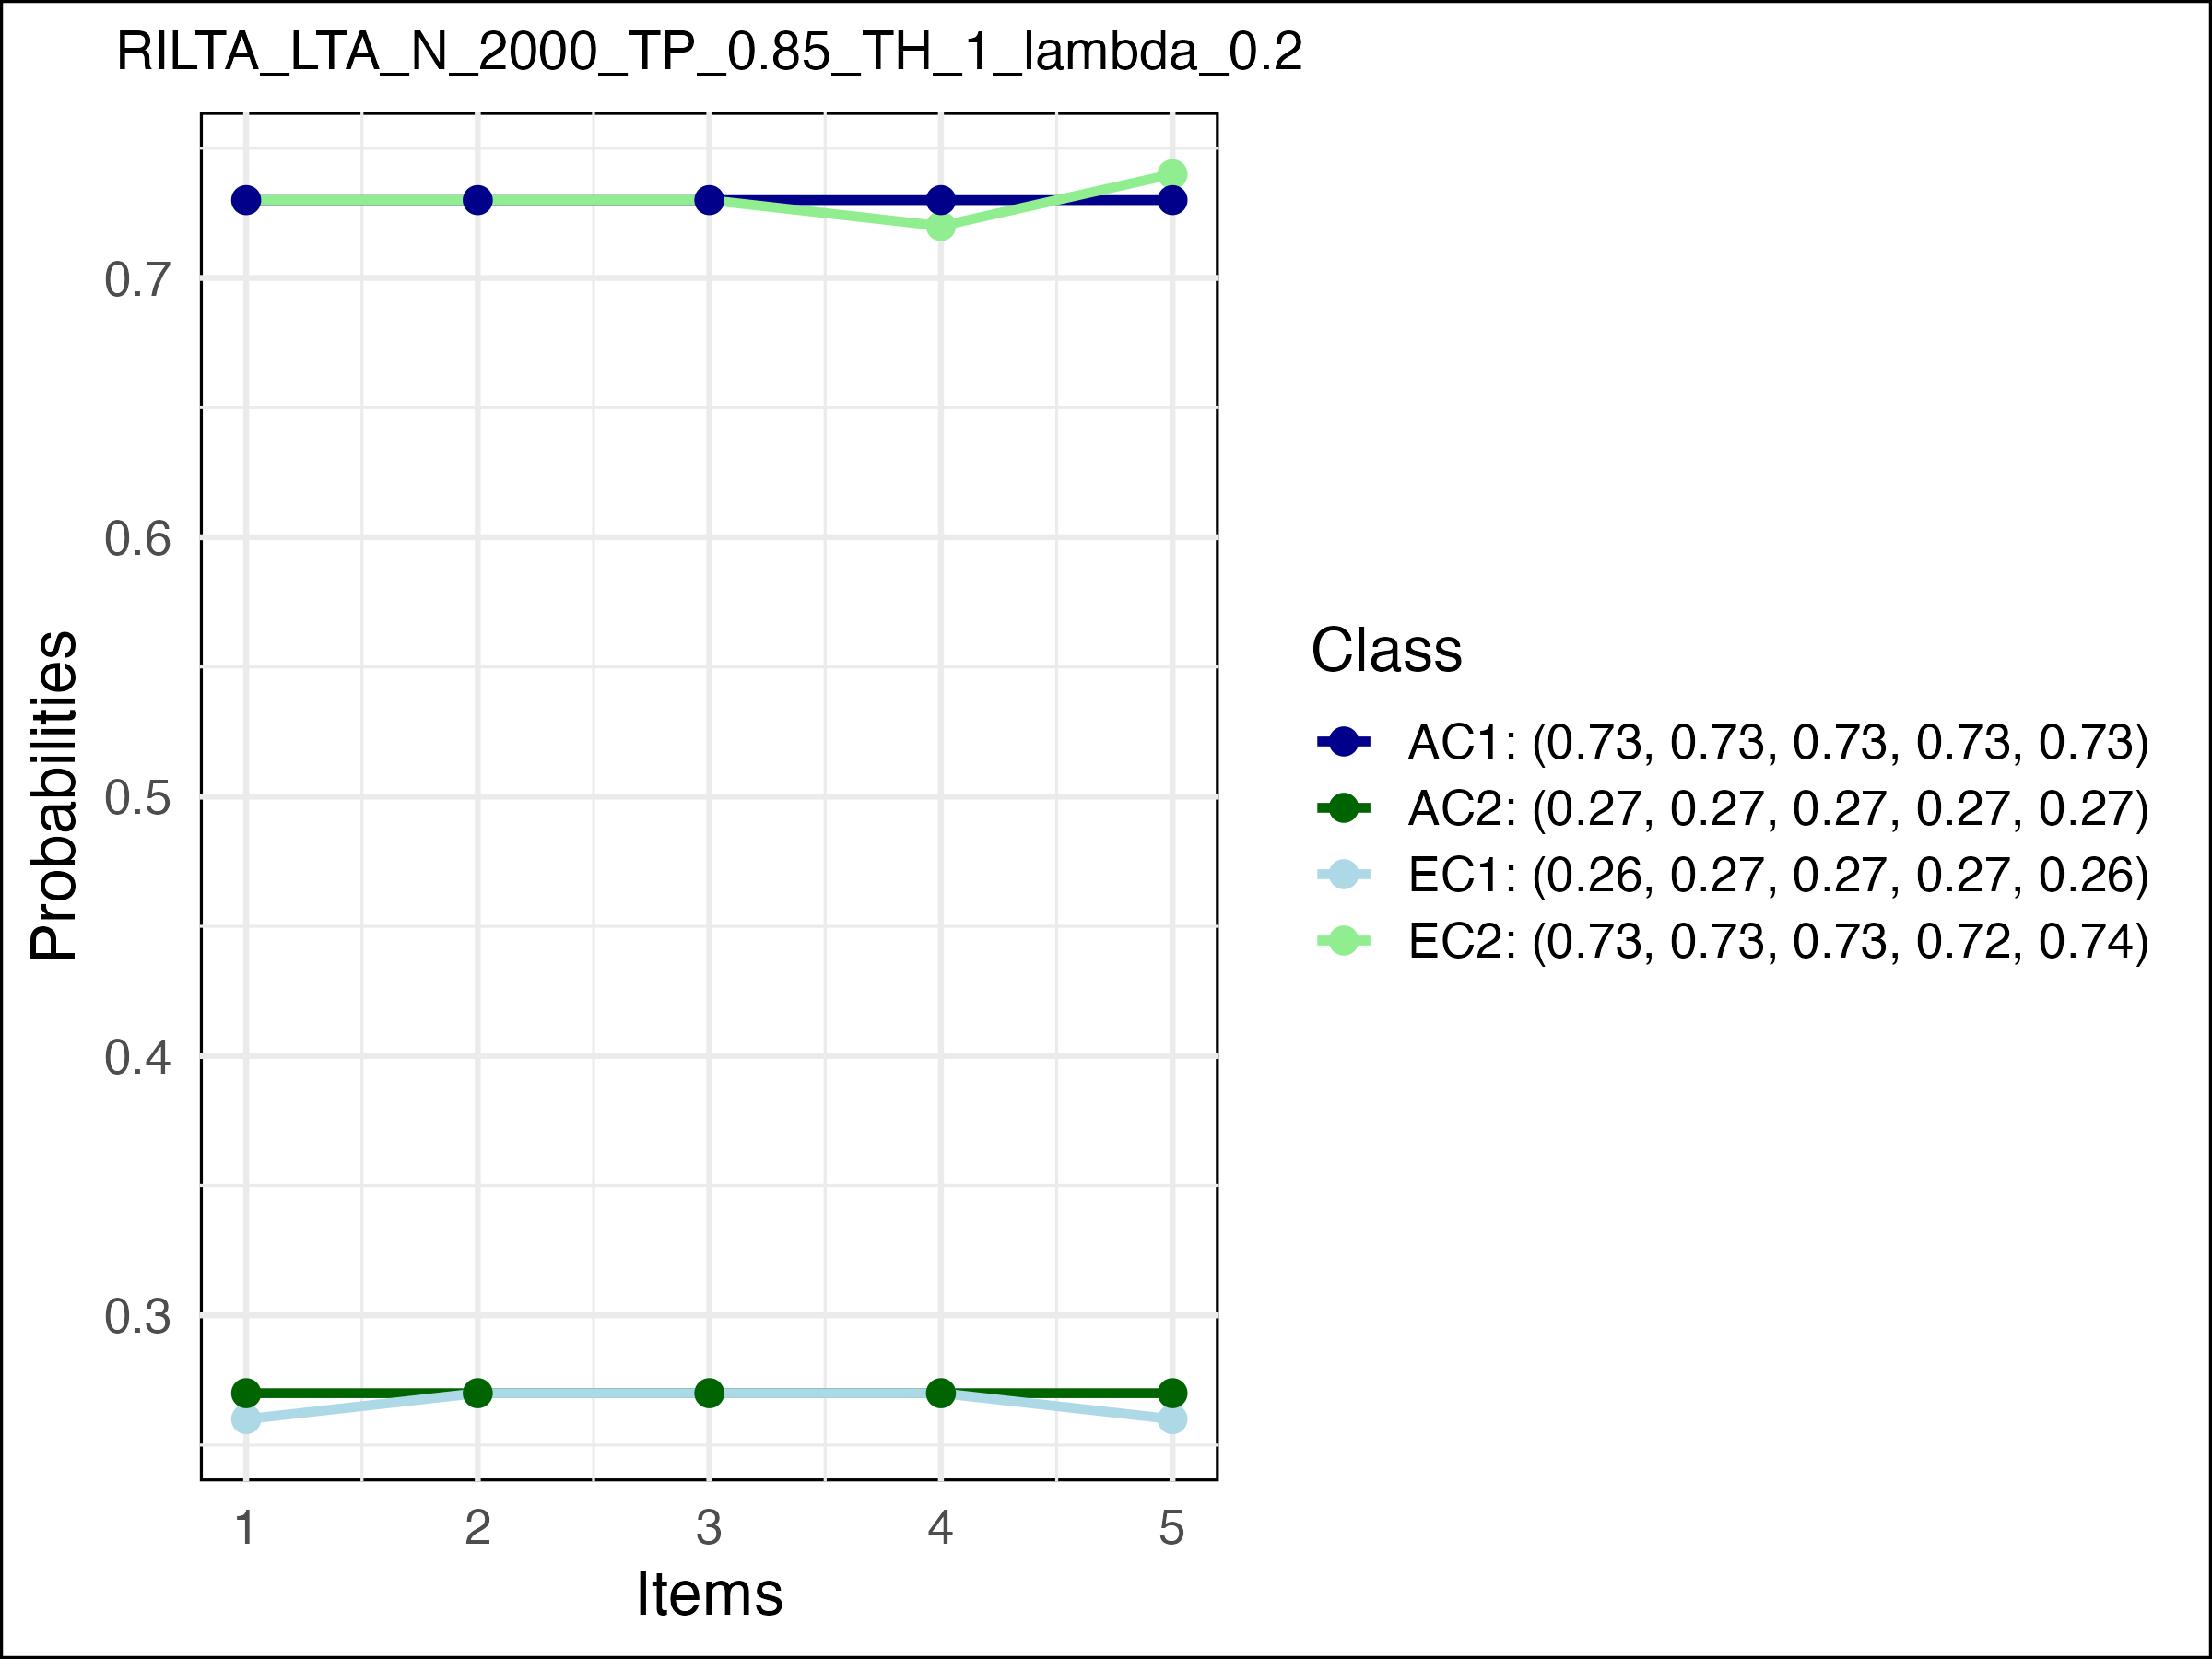 RILTA_LTA_N_2000_TP_0.85_TH_1_lambda_0.2
Probabilities
0.7
0.6
0.5
0.4
0.3
1 2 3 4 5
Items
Class
AC1: (0.73, 0.73, 0.73, 0.73, 0.73)
AC2: (0.27, 0.27, 0.27, 0.27, 0.27)
EC1: (0.26, 0.27, 0.27, 0.27, 0.26)
EC2: (0.73, 0.73, 0.73, 0.72, 0.74)